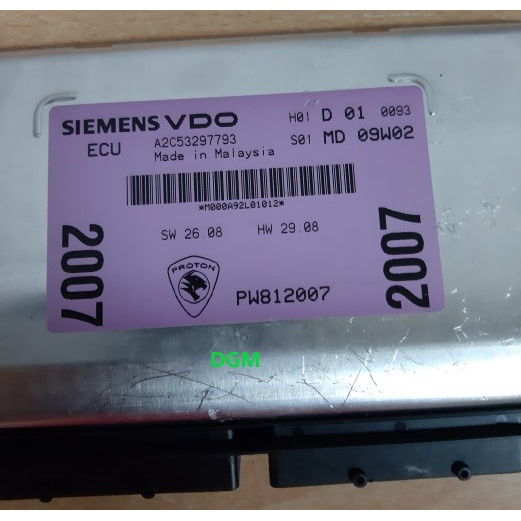 SIEMENS VDO
H01 D 01 0093
ECU A2C53297793
S01 MD 09W02
Made in Malaysia
*M000A92L01012*
SW 26.08 HW 29.08
2007
2007
PROTON
PW812007
DGM